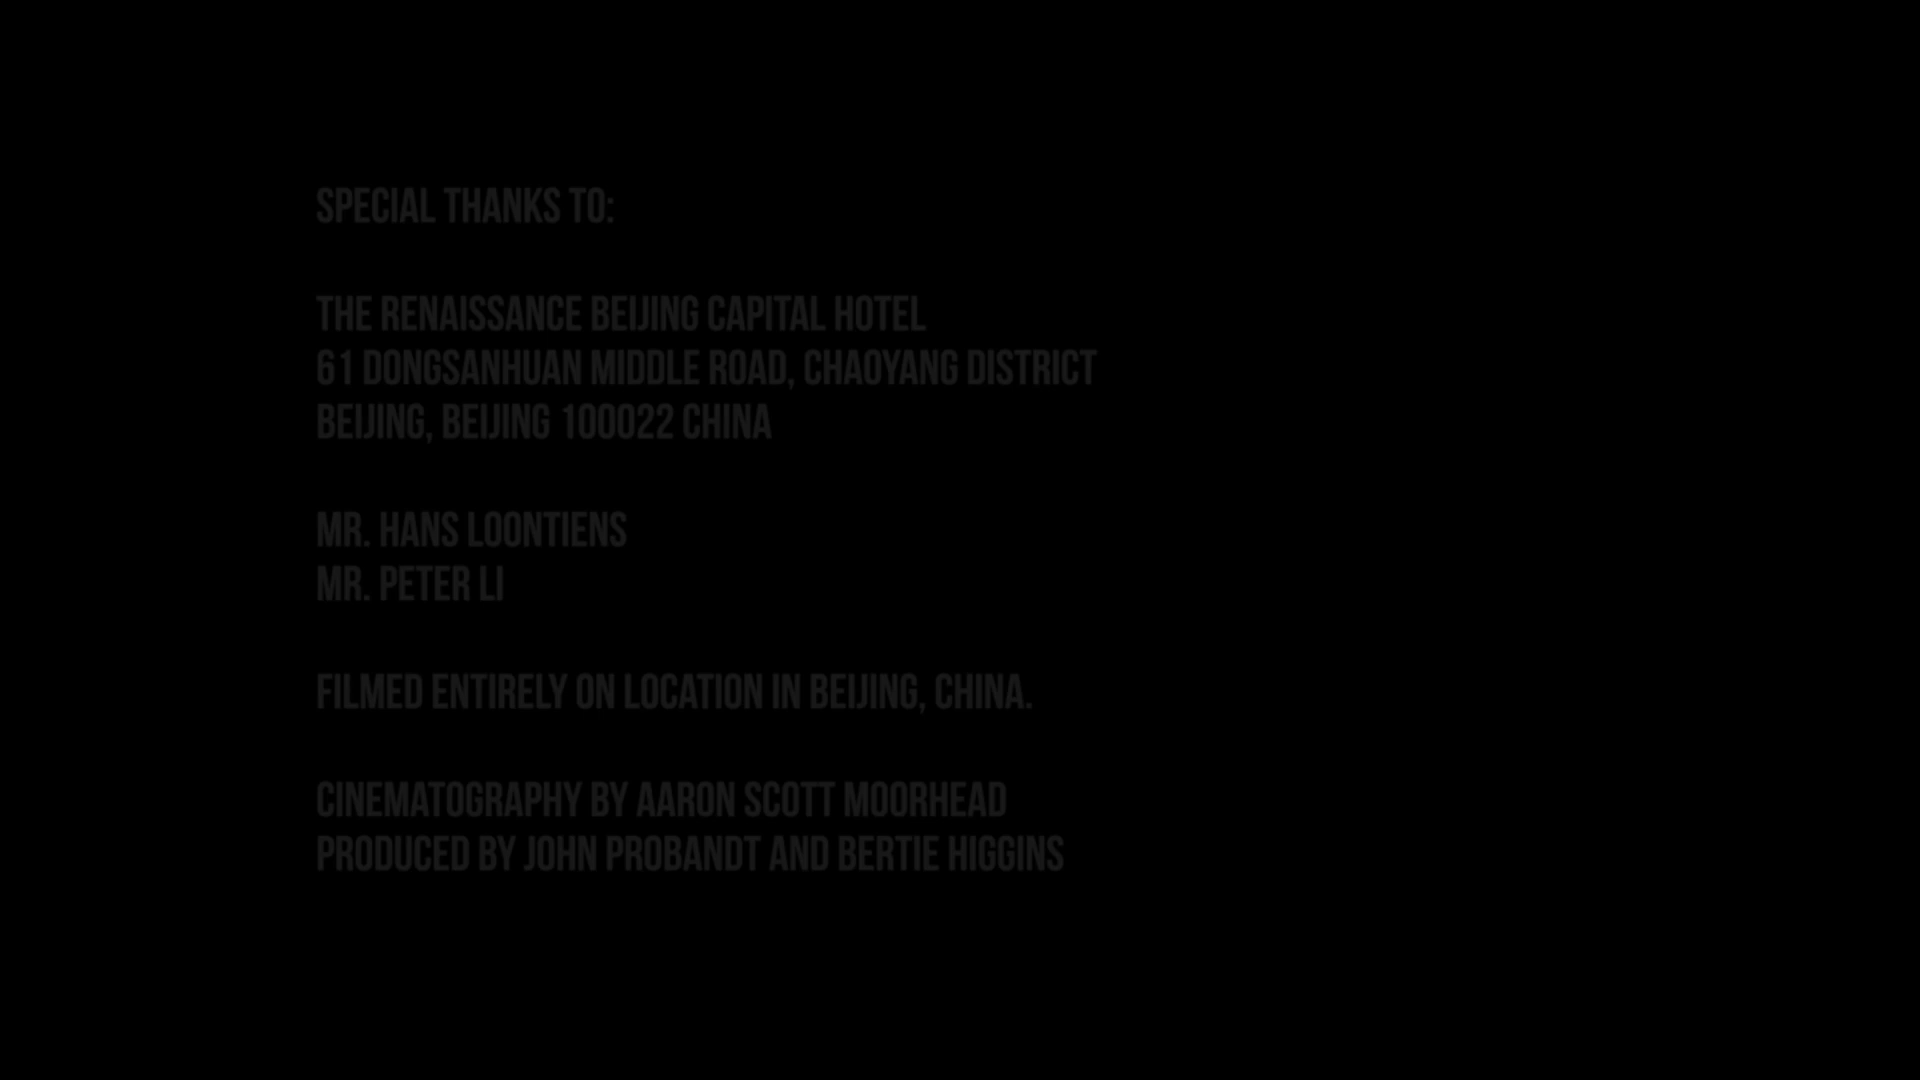 SPECIAL THANKS TO:
THE RENAISSANCE BEIJING CAPITAL HOTEL
61 DONGSANHUAN MIDDLE ROAD, CHAOYANG DISTRICT
BEIJING, BEIJING 100022 CHINA
MR. HANS LOONTIENS
MR. PETER LI
FILMED ENTIRELY ON LOCATION IN BEIJING, CHINA.
CINEMATOGRAPHY BY AARON SCOTT MOORHEAD
PRODUCED BY JOHN PROBANDT AND BERTIE HIGGINS